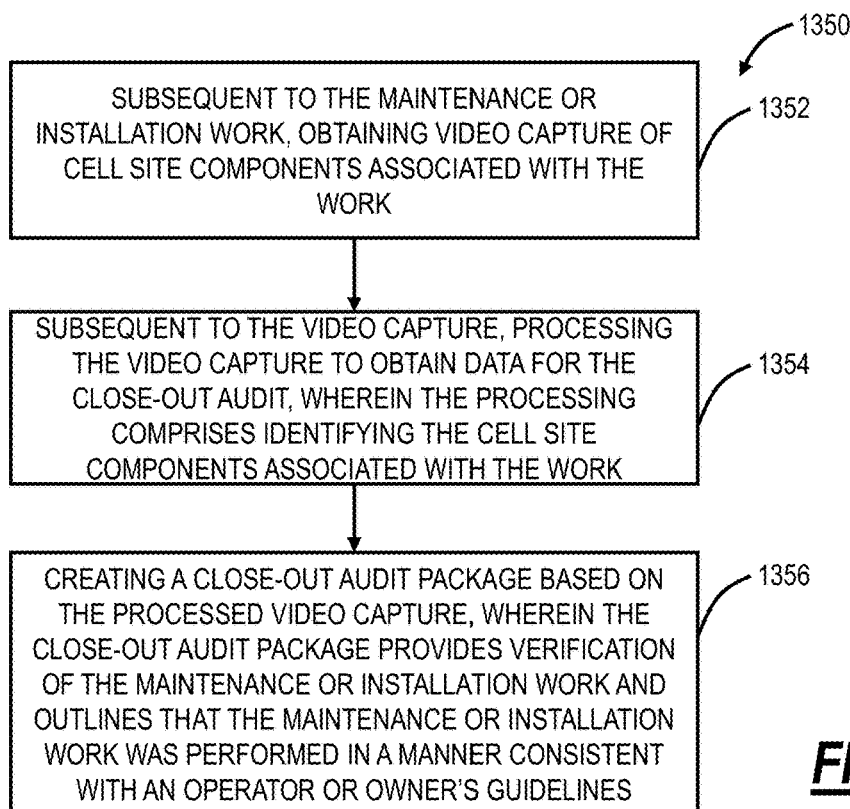 1350
SUBSEQUENT TO THE MAINTENANCE OR
INSTALLATION WORK, OBTAINING VIDEO CAPTURE OF
CELL SITE COMPONENTS ASSOCIATED WITH THE
WORK
1352
SUBSEQUENT TO THE VIDEO CAPTURE, PROCESSING
THE VIDEO CAPTURE TO OBTAIN DATA FOR THE
CLOSE-OUT AUDIT, WHEREIN THE PROCESSING
COMPRISES IDENTIFYING THE CELL SITE
COMPONENTS ASSOCIATED WITH THE WORK
1354
CREATING A CLOSE-OUT AUDIT PACKAGE BASED ON
THE PROCESSED VIDEO CAPTURE, WHEREIN THE
CLOSE-OUT AUDIT PACKAGE PROVIDES VERIFICATION
OF THE MAINTENANCE OR INSTALLATION WORK AND
OUTLINES THAT THE MAINTENANCE OR INSTALLATION
WORK WAS PERFORMED IN A MANNER CONSISTENT
WITH AN OPERATOR OR OWNER'S GUIDELINES
1356